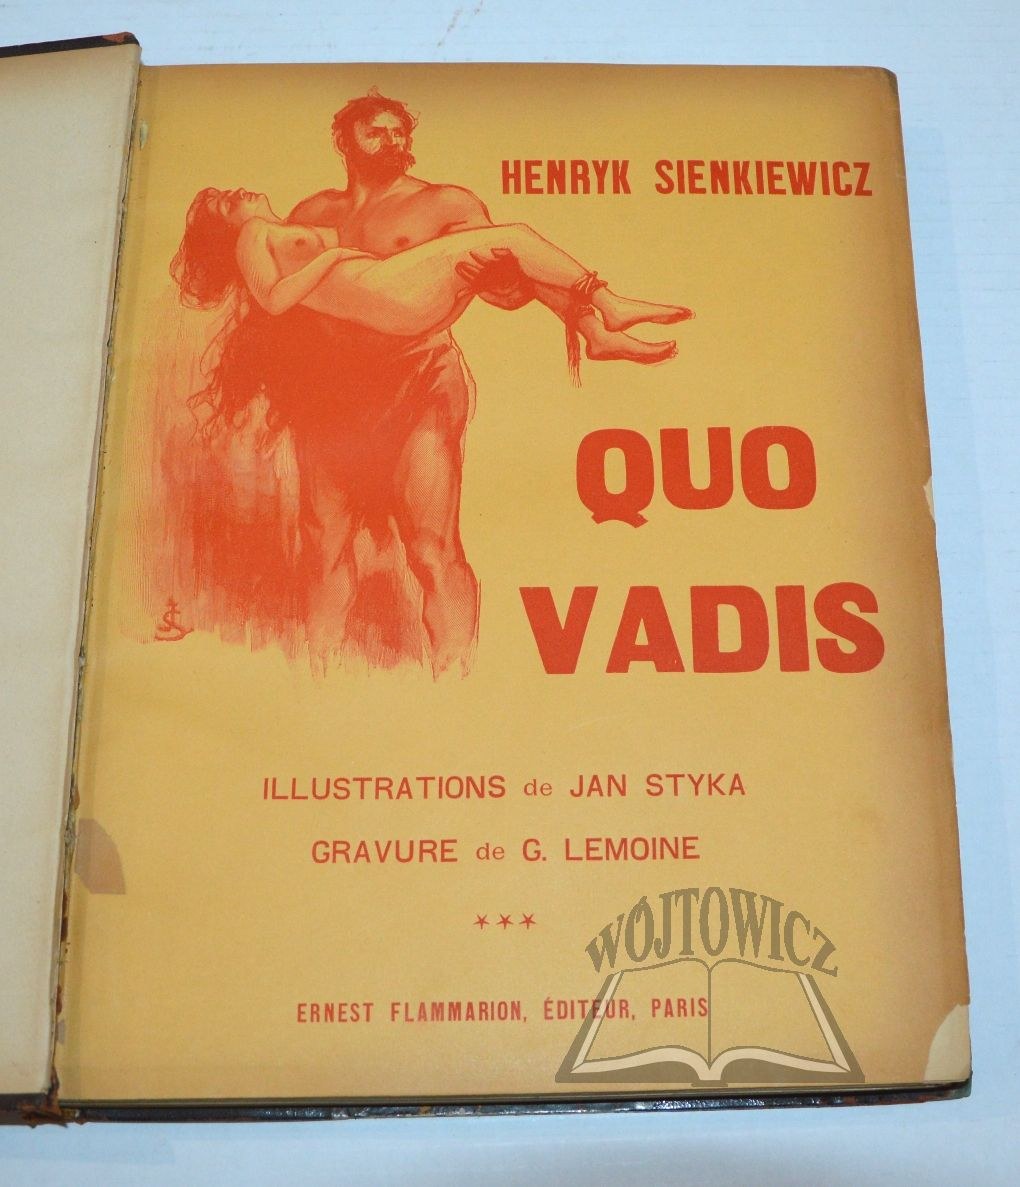 HENRYK SIENKIEWICZ
QUO
VADIS
ILLUSTRATIONS de JAN STYKA
GRAVURE de G. LEMOINE
★★★
ERNEST FLAMMARION, ÉDITEUR, PARIS
WÓJTOWICZ